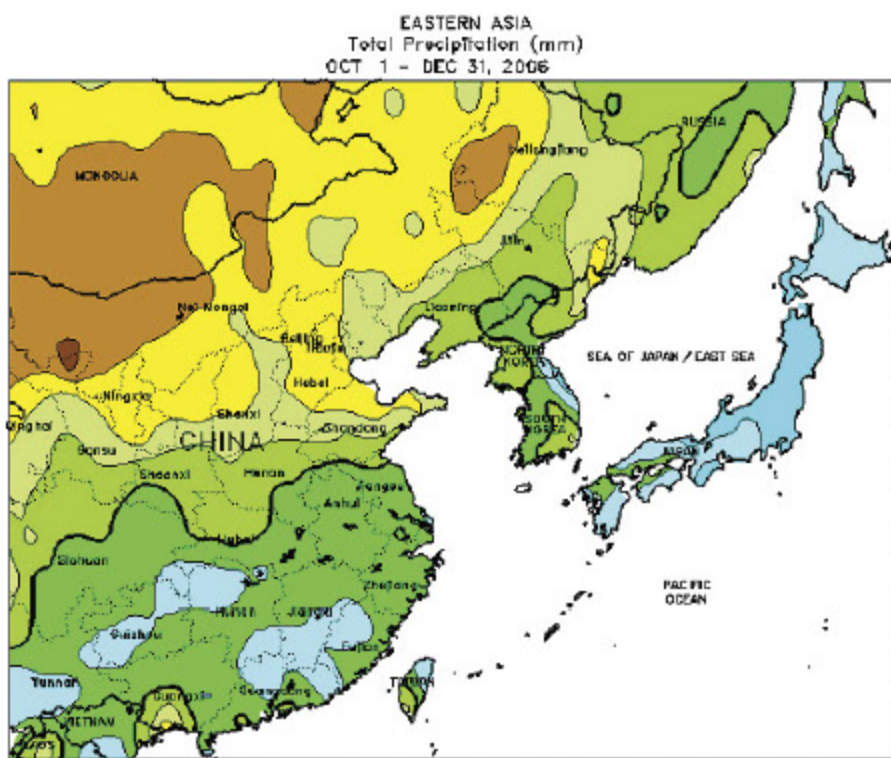 EASTERN ASIA
Total Precipitation (mm)
OCT 1 - DEC 31, 2006
RUSSIA
Heilongjiang
MONGOLIA
Jilin
Nei Mongol
Liaoning
Beijing
Tianjin
NORTH KOREA
SEA OF JAPAN / EAST SEA
Hebei
Ningxia
Shanxi
Qinghai
Shandong
SOUTH KOREA
CHINA
Gansu
JAPAN
Shaanxi
Henan
Jiangsu
Anhui
Hubei
Sichuan
Zhejiang
PACIFIC
OCEAN
Hunan
Jiangxi
Guizhou
Fujian
Yunnan
TAIWAN
Guangxi
Guangdong
VIETNAM
LAOS